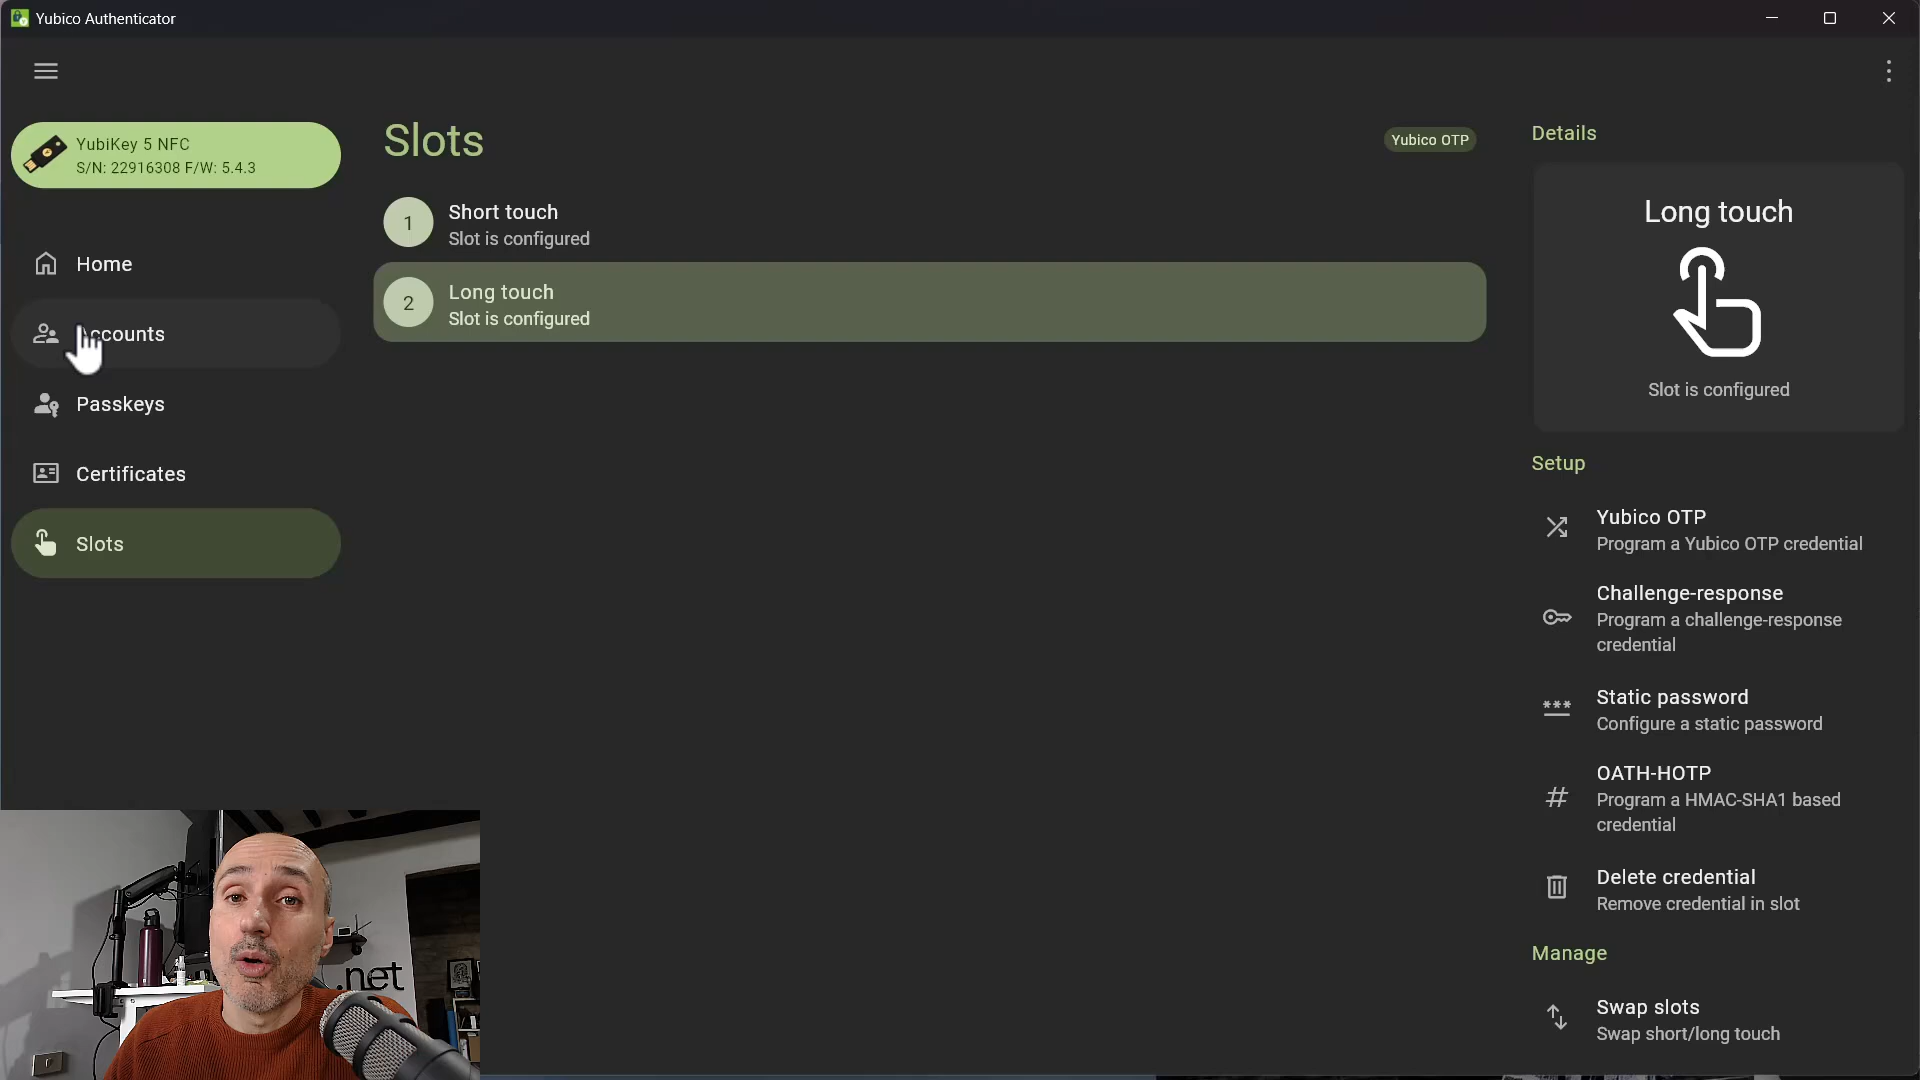 Yubico Authenticator
YubiKey 5 NFC
S/N: 22916308 F/W: 5.4.3
Home
Accounts
Passkeys
Certificates
Slots
Slots
Yubico OTP
1
Short touch
Slot is configured
2
Long touch
Slot is configured
Details
Long touch
Slot is configured
Setup
Yubico OTP
Program a Yubico OTP credential
Challenge-response
Program a challenge-response
credential
Static password
Configure a static password
OATH-HOTP
Program a HMAC-SHA1 based
credential
Delete credential
Remove credential in slot
Manage
Swap slots
Swap short/long touch
.net